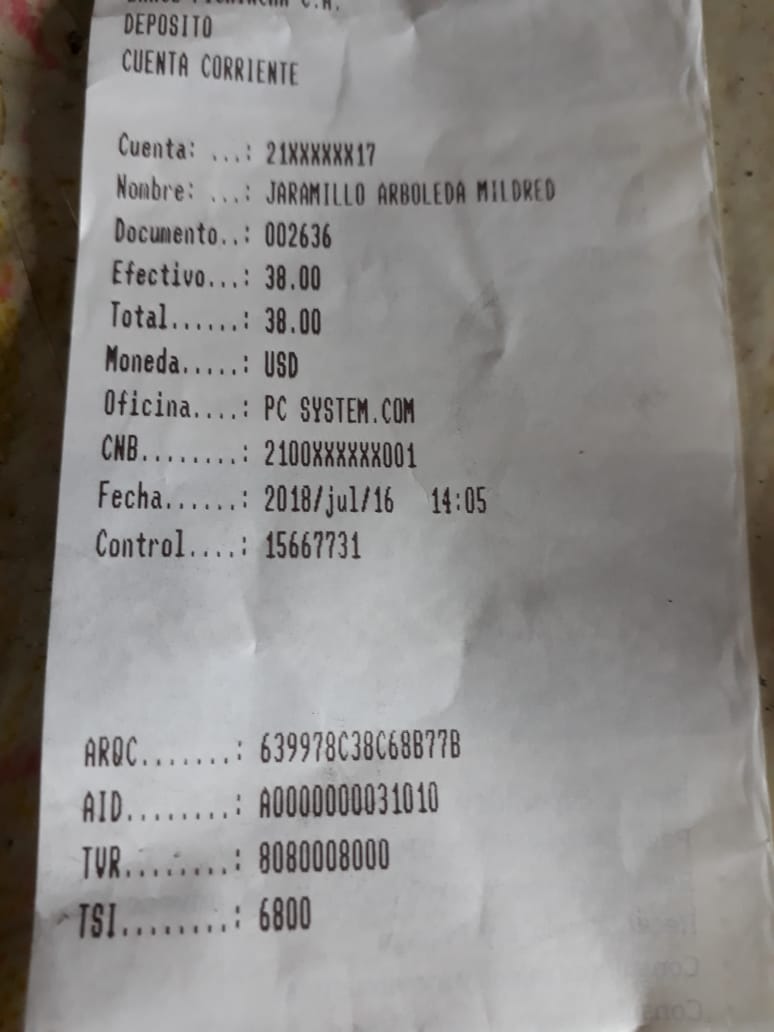 BANCO PICHINCHA C.A.
DEPOSITO
CUENTA CORRIENTE
Cuenta: ...: 21XXXXXX17
Nombre: ...: JARAMILLO ARBOLEDA MILDRED
Documento..: 002636
Efectivo...: 38.00
Total......: 38.00
Moneda.....: USD
Oficina....: PC SYSTEM.COM
CNB........: 2100XXXXXX001
Fecha......: 2018/jul/16 14:05
Control....: 15667731
ARQC.......: 639978C38C68B77B
AID........: A0000000031010
TVR........: 8080008000
TSI........: 6800